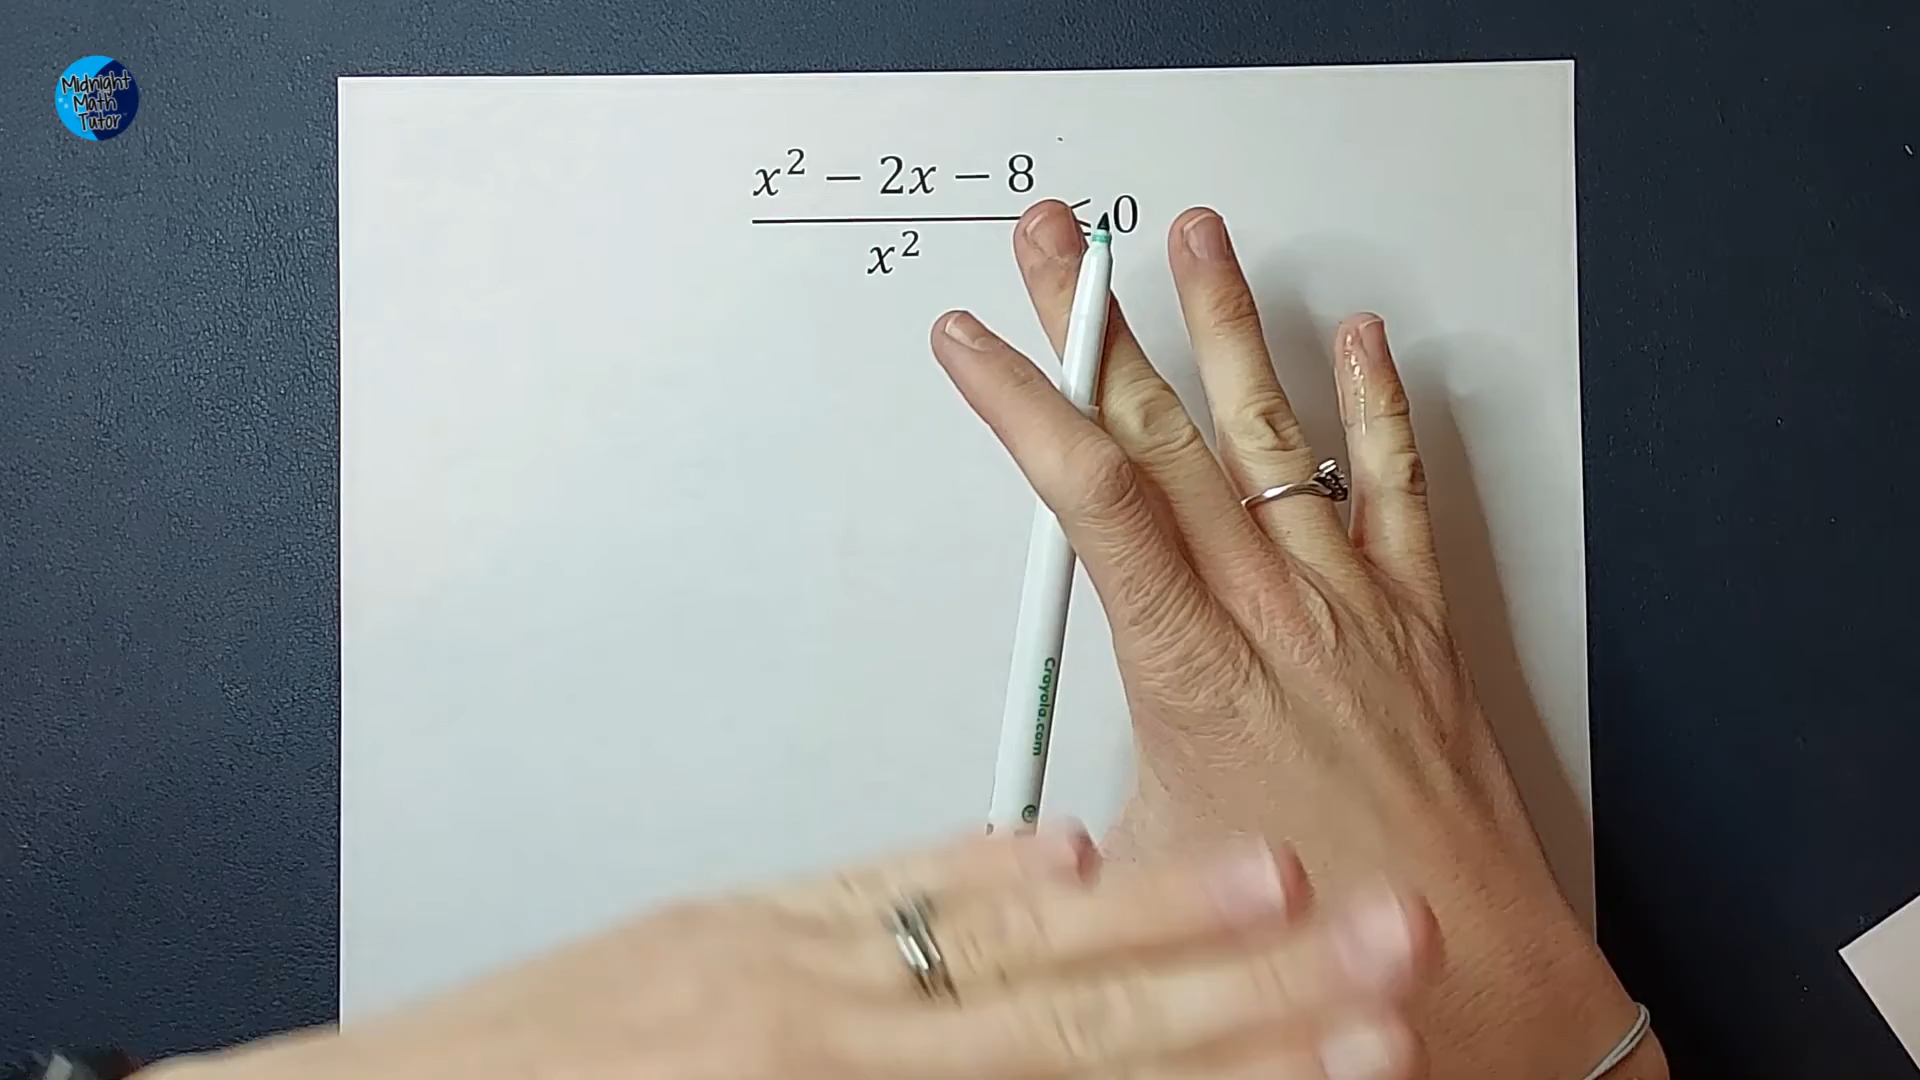 Midnight
Math
Tutor
x² − 2x − 8
≤ 0
x²
Crayola.com